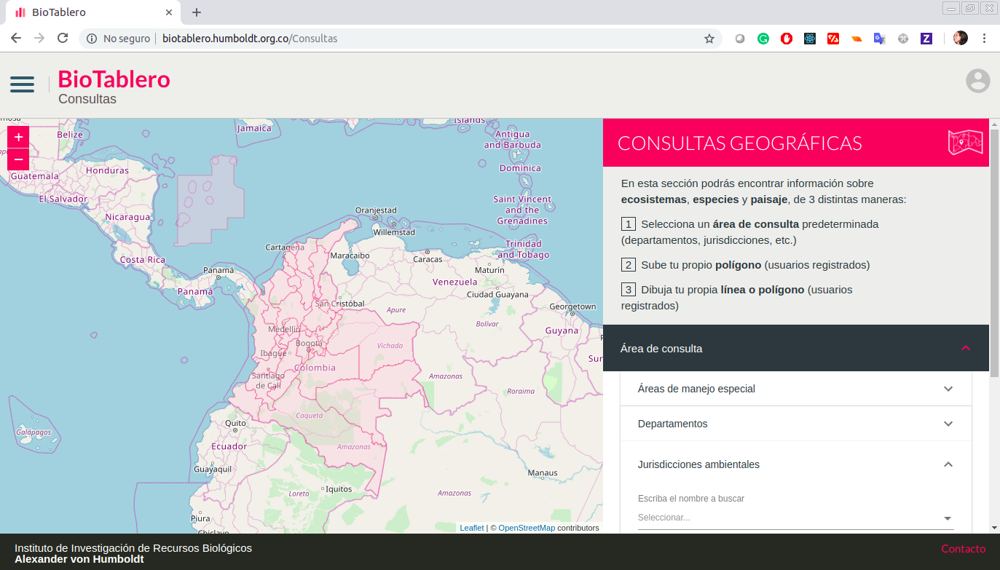 BioTablero
No seguro
biotablero.humboldt.org.co/Consultas
BioTablero
Consultas
Belize
Jamaica
Islands
Antigua
and Barbuda
Honduras
Guatemala
Dominica
El Salvador
Saint Vincent
and the
Grenadines
Nicaragua
Oranjestad
Willemstad
Cartagena
Trinidad
and Tobago
Costa Rica
Maracaibo
Caracas
Panamá
Maturín
Panamá
Venezuela
Ciudad Guayana
San Cristóbal
Apure
Georgetown
Bolívar
Medellín
Guyana
Bogotá
Vichada
Ibagué
Colombia
Santiago
de Cali
Amazonas
Roraima
Caquetá
Quito
Galápagos
Ecuador
Amazonas
Guayaquil
Manaus
Iquitos
Loreto
Amazonas
Piura
Chiclayo
Leaflet | © OpenStreetMap contributors
CONSULTAS GEOGRÁFICAS
En esta sección podrás encontrar información sobre
ecosistemas, especies y paisaje, de 3 distintas maneras:
1 Selecciona un área de consulta predeterminada
(departamentos, jurisdicciones, etc.)
2 Sube tu propio polígono (usuarios registrados)
3 Dibuja tu propia línea o polígono (usuarios
registrados)
Área de consulta
Áreas de manejo especial
Departamentos
Jurisdicciones ambientales
Escriba el nombre a buscar
Seleccionar...
Instituto de Investigación de Recursos Biológicos
Alexander von Humboldt
Contacto